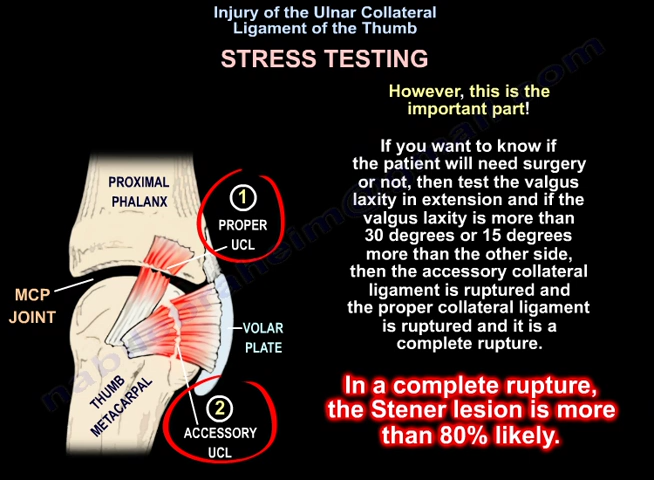 Injury of the Ulnar Collateral
Ligament of the Thumb
STRESS TESTING
However, this is the
important part!
If you want to know if
the patient will need surgery
or not, then test the valgus
laxity in extension and if the
valgus laxity is more than
30 degrees or 15 degrees
more than the other side,
then the accessory collateral
ligament is ruptured and
the proper collateral ligament
is ruptured and it is a
complete rupture.
In a complete rupture,
the Stener lesion is more
than 80% likely.
PROXIMAL
PHALANX
1
PROPER
UCL
MCP
JOINT
VOLAR
PLATE
THUMB
METACARPAL
2
ACCESSORY
UCL